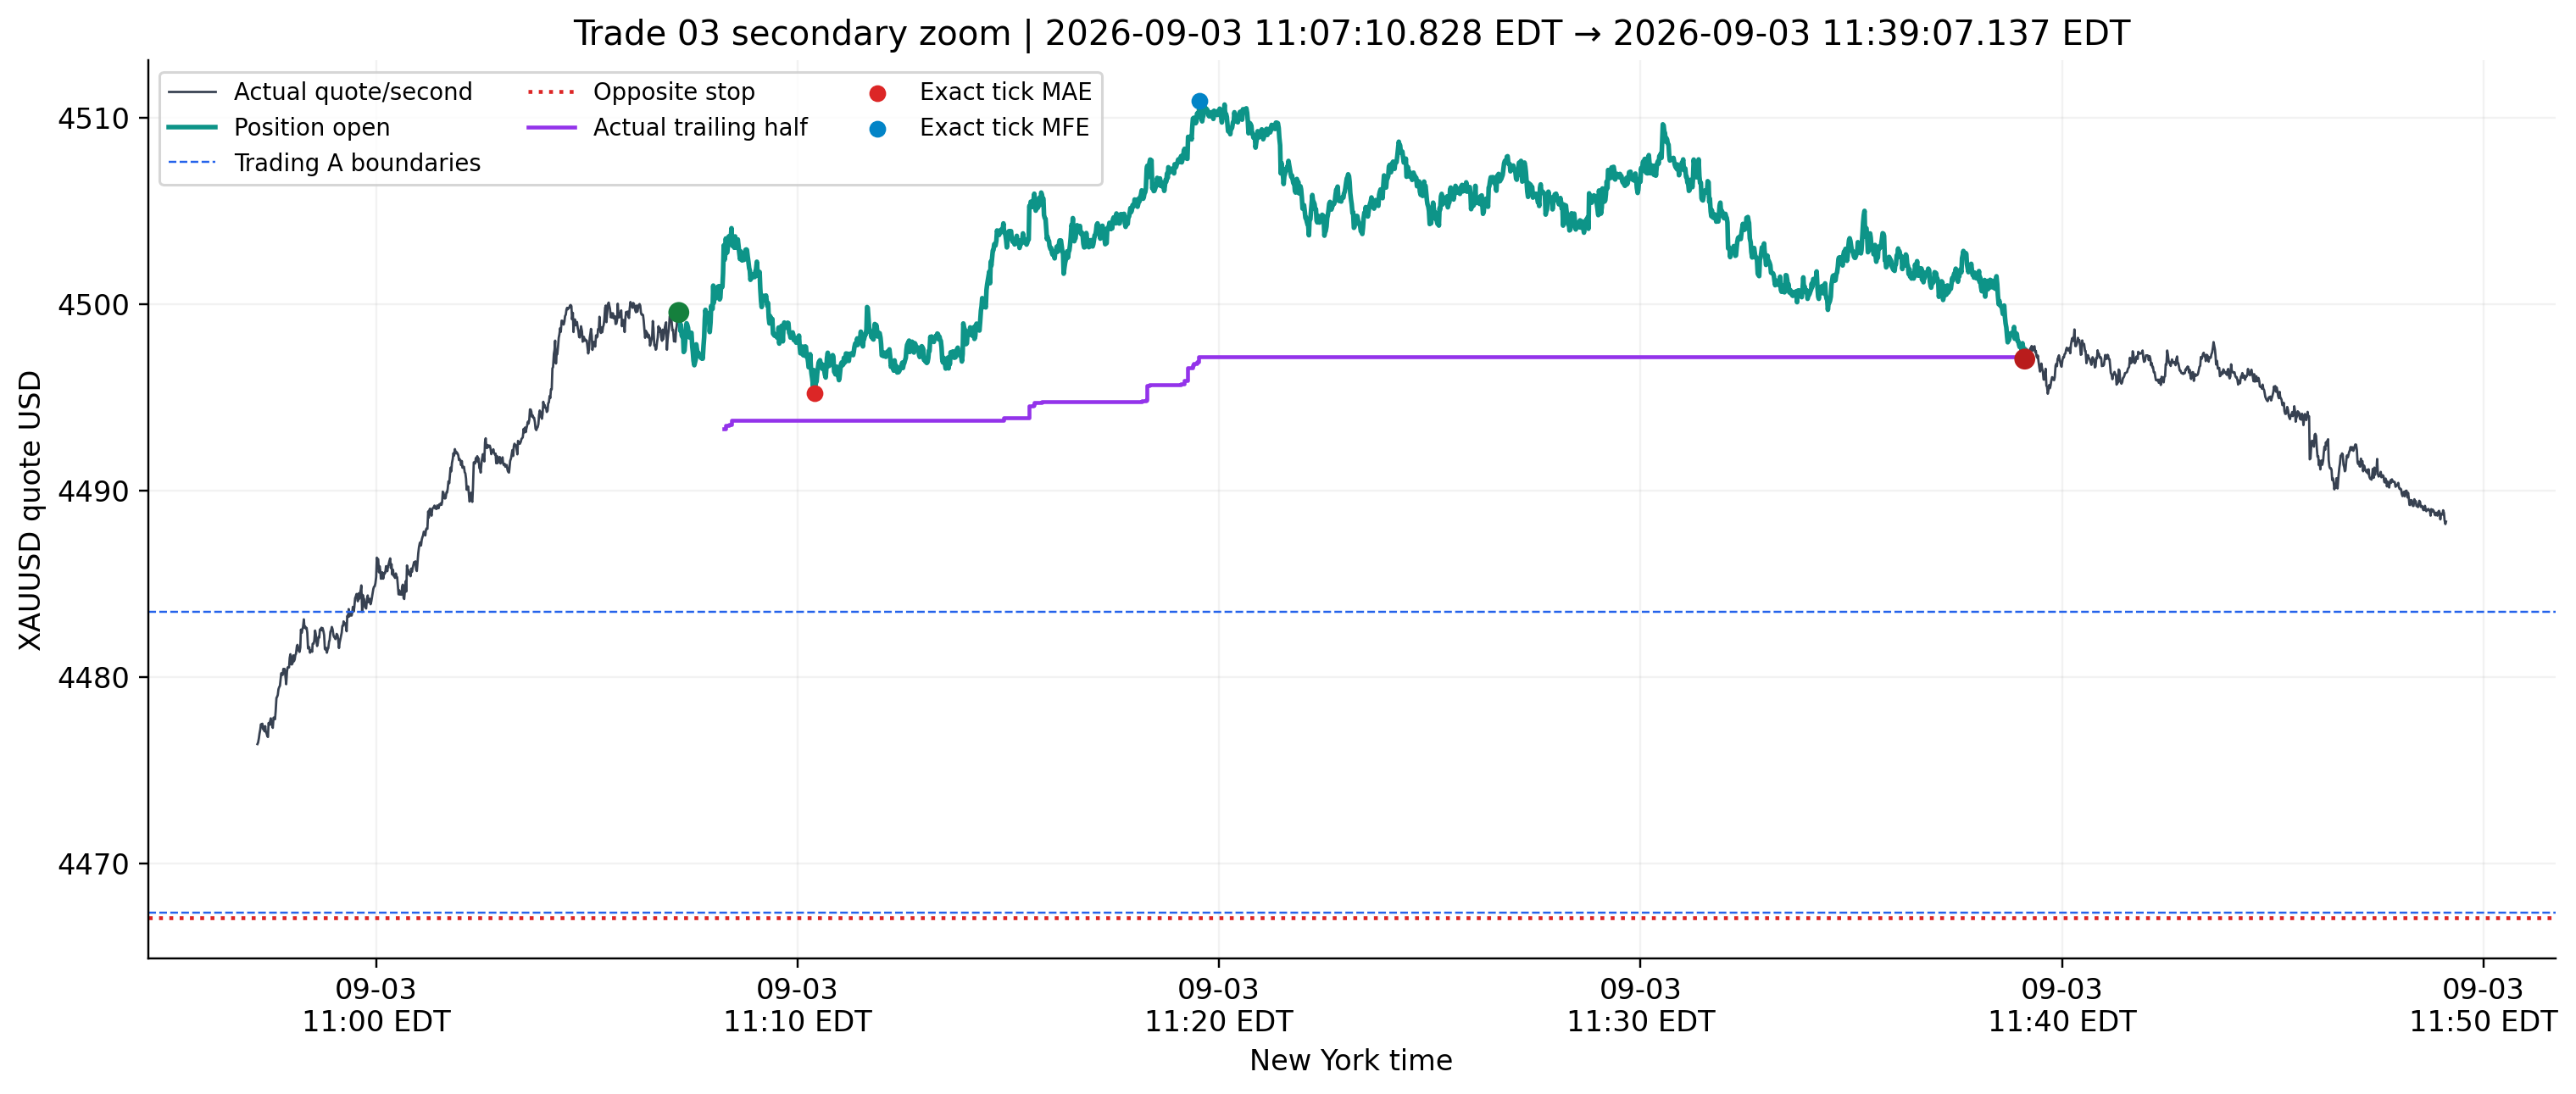 Trade 03 secondary zoom | 2026-09-03 11:07:10.828 EDT → 2026-09-03 11:39:07.137 EDT
Actual quote/second
Position open
Trading A boundaries
Opposite stop
Actual trailing half
Exact tick MAE
Exact tick MFE
XAUUSD quote USD
4510
4500
4490
4480
4470
09-03
11:00 EDT
09-03
11:10 EDT
09-03
11:20 EDT
09-03
11:30 EDT
09-03
11:40 EDT
09-03
11:50 EDT
New York time